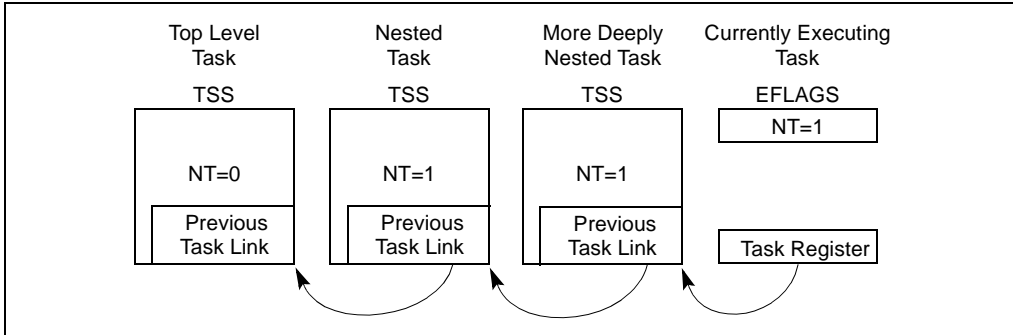 Top Level
Task
Nested
Task
More Deeply
Nested Task
Currently Executing
Task
TSS
TSS
TSS
EFLAGS
NT=1
NT=0
NT=1
NT=1
Previous
Task Link
Previous
Task Link
Previous
Task Link
Task Register